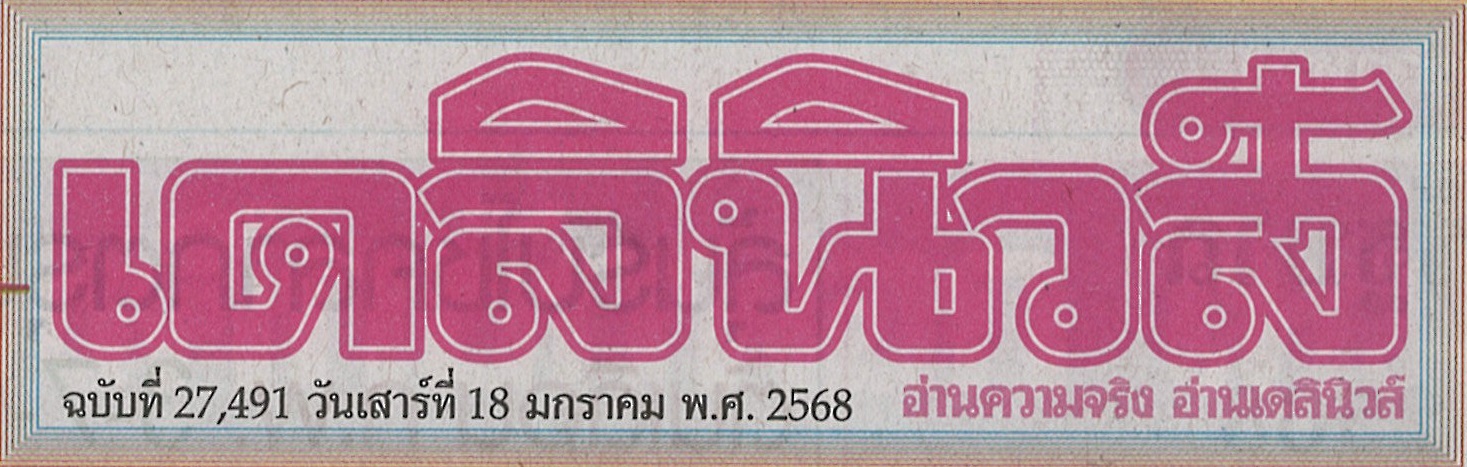 เดลินิวส์
ฉบับที่ 27,491 วันเสาร์ที่ 18 มกราคม พ.ศ. 2568 อ่านความจริง อ่านเดลินิวส์